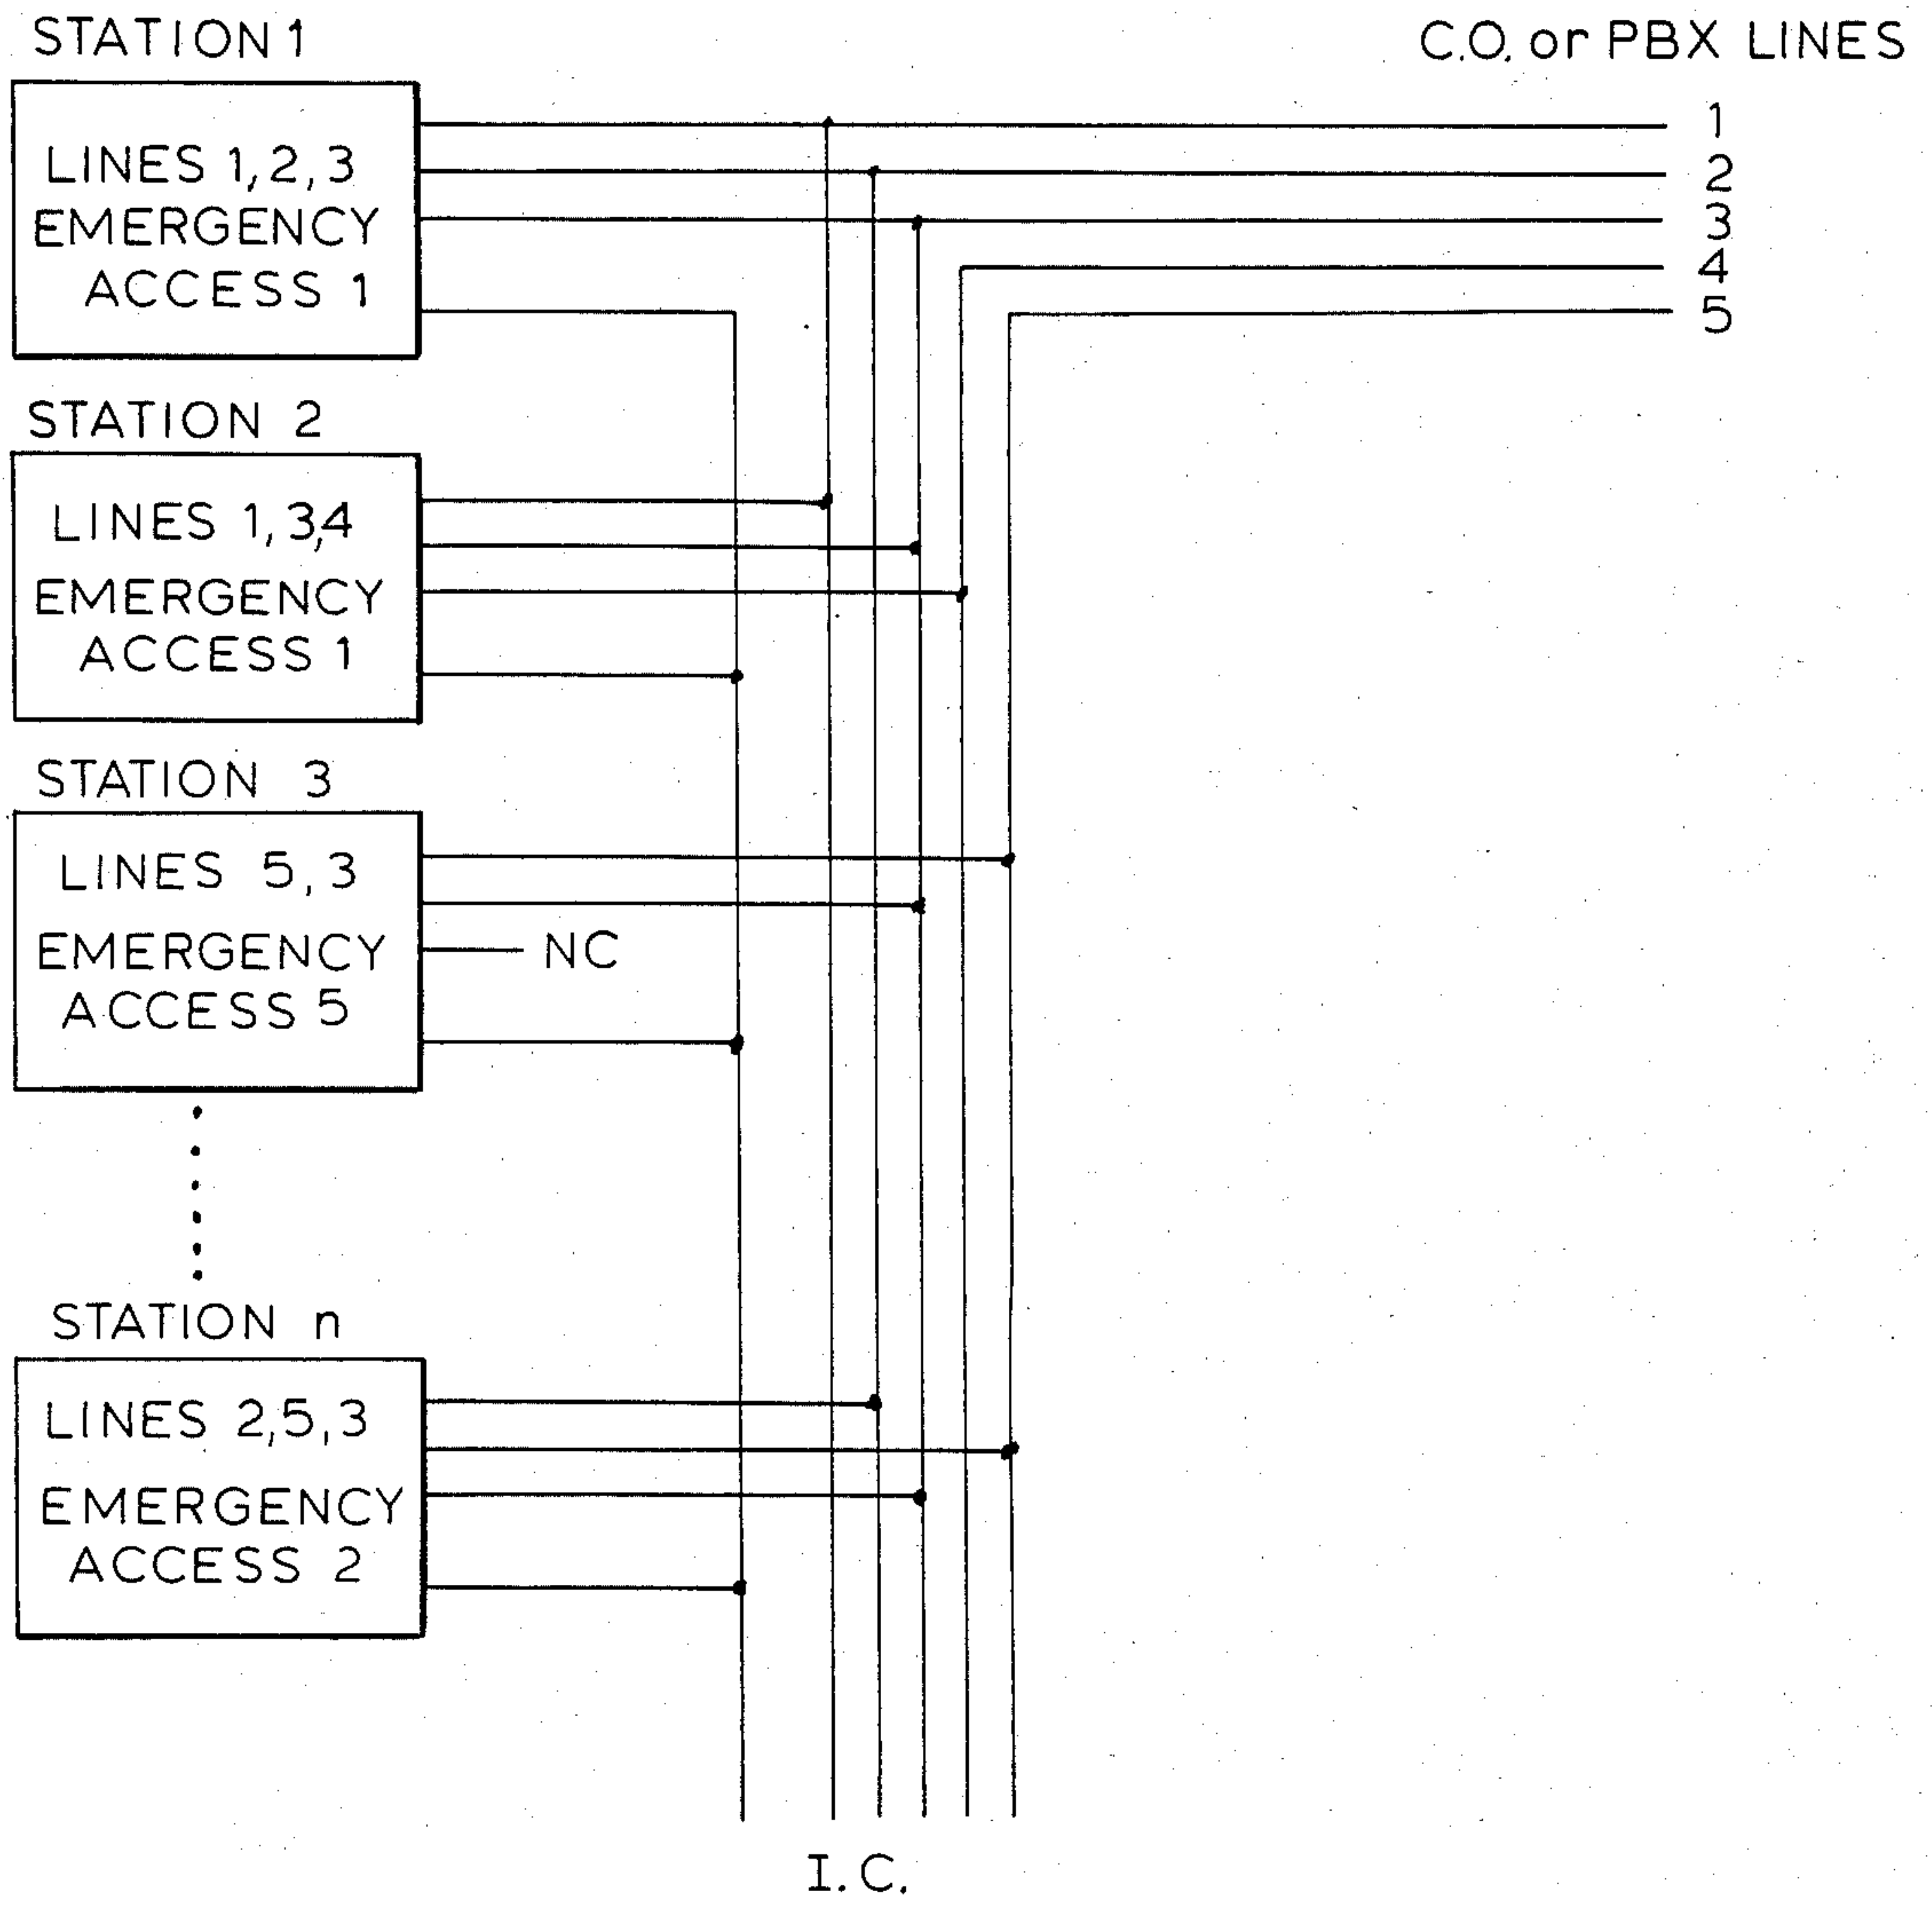 STATION 1
C.O. or PBX LINES
LINES 1, 2, 3
EMERGENCY
ACCESS 1
1
2
3
4
5
STATION 2
LINES 1, 3,4
EMERGENCY
ACCESS 1
STATION 3
LINES 5, 3
EMERGENCY
ACCESS 5
NC
STATION n
LINES 2,5,3
EMERGENCY
ACCESS 2
I.C.